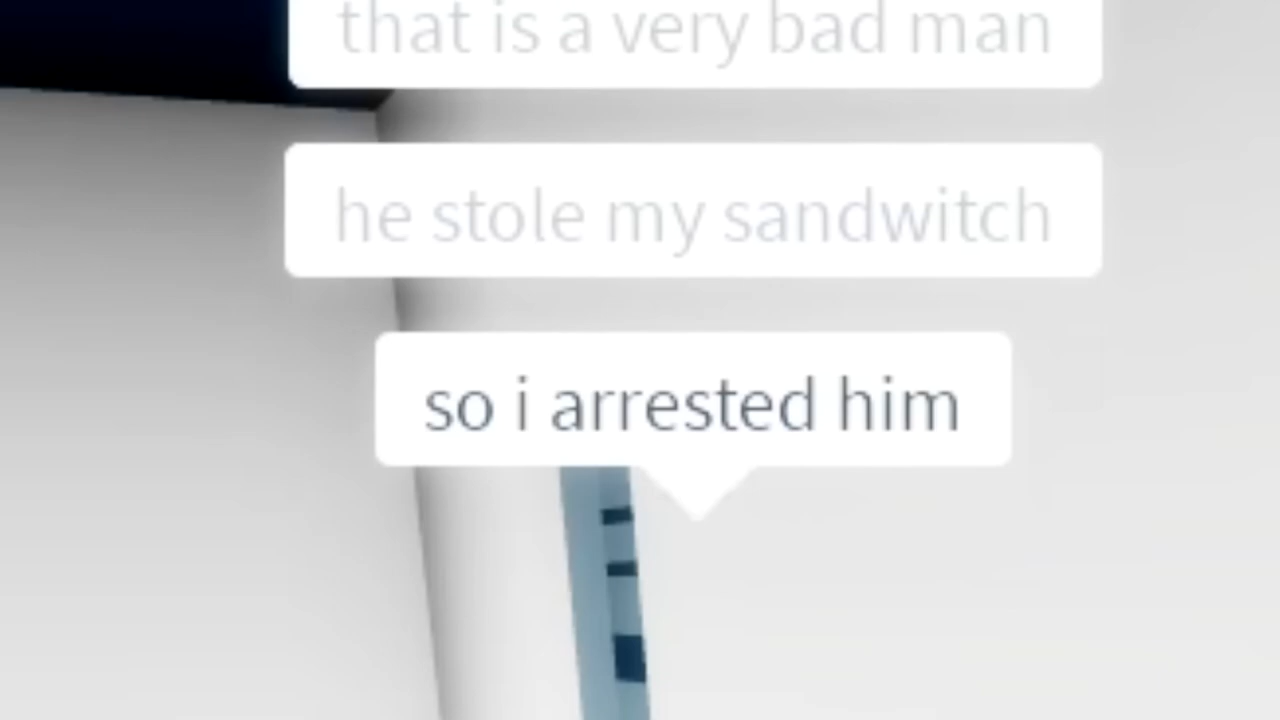 that is a very bad man
he stole my sandwitch
so i arrested him